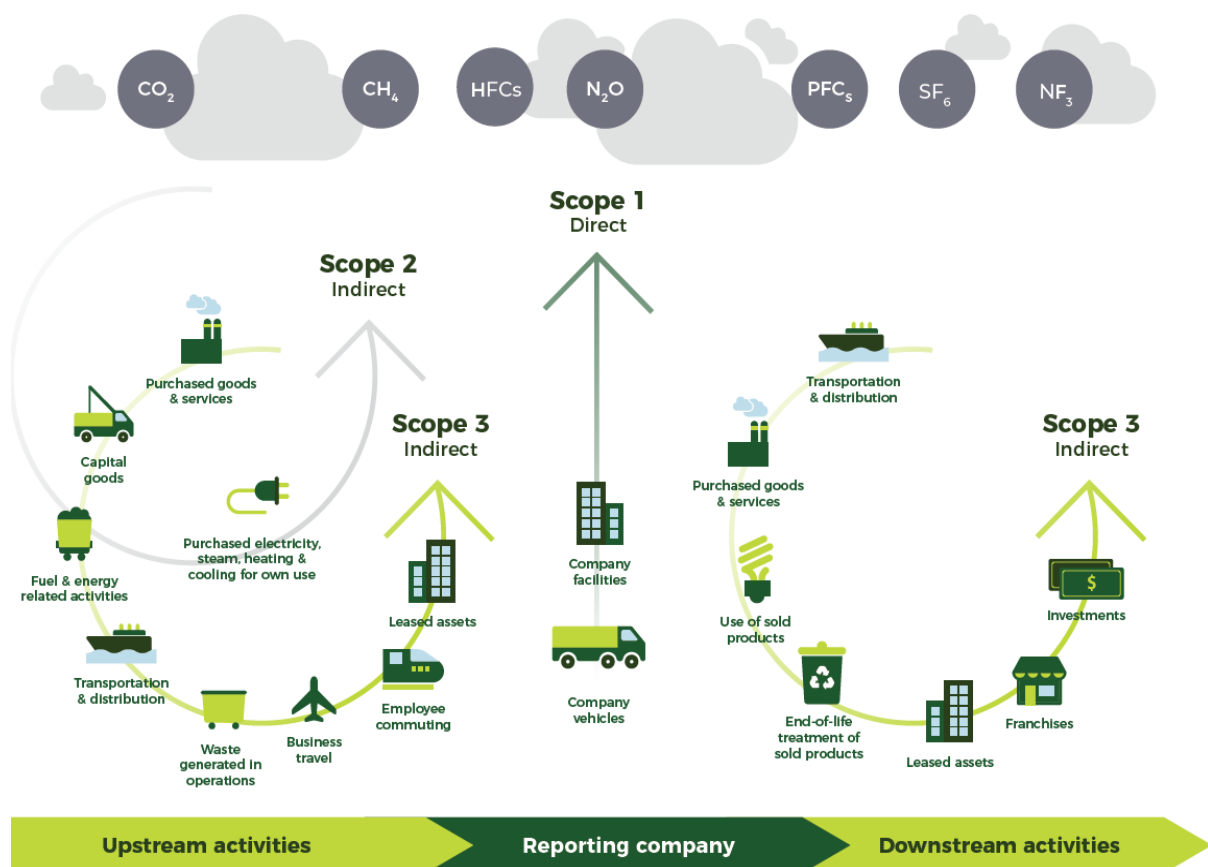 CO2
CH4
HFCs
N2O
PFCs
SF6
NF3
Scope 1
Direct
Scope 2
Indirect
Purchased goods
& services
Capital
goods
Fuel & energy
related activities
Purchased electricity,
steam, heating &
cooling for own use
Transportation
& distribution
Waste
generated in
operations
Business
travel
Employee
commuting
Leased assets
Scope 3
Indirect
Company
facilities
Company
vehicles
Transportation
& distribution
Purchased goods
& services
Use of sold
products
End-of-life
treatment of
sold products
Leased assets
Franchises
$
Investments
Scope 3
Indirect
Upstream activities
Reporting company
Downstream activities